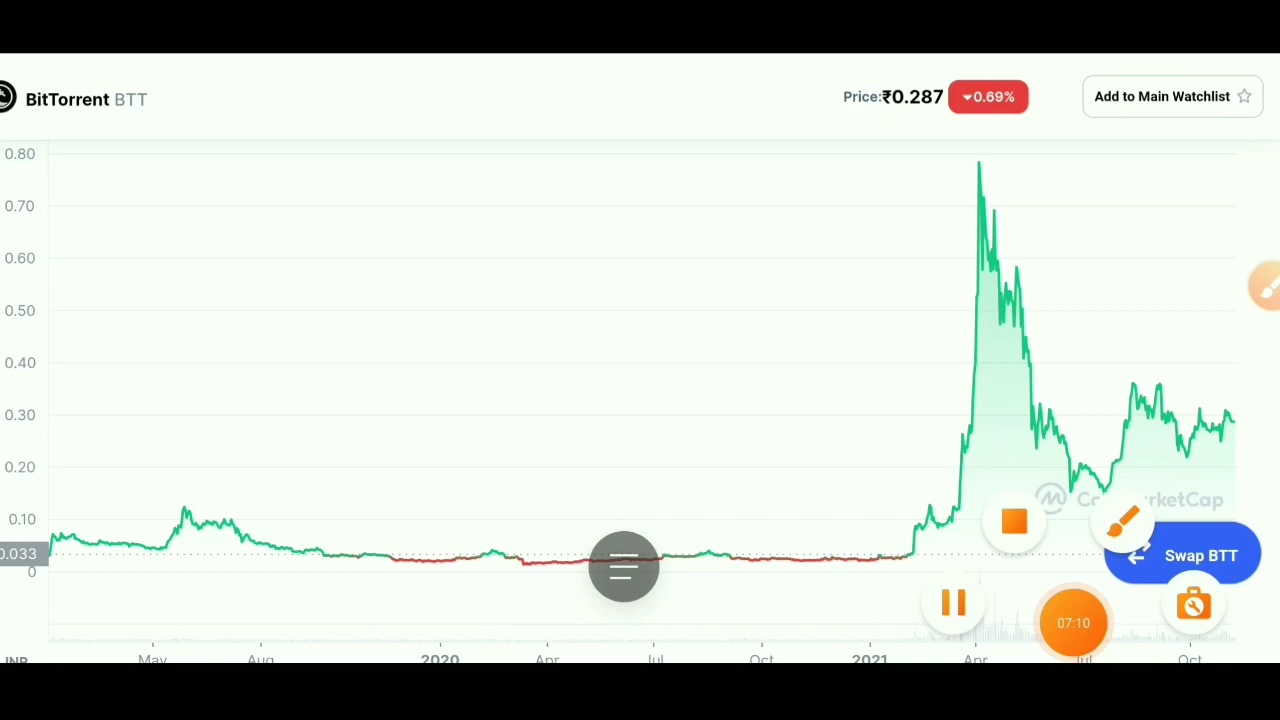 BitTorrent BTT
Price:₹0.287
0.69%
Add to Main Watchlist
0.80
0.70
0.60
0.50
0.40
0.30
0.20
0.10
0.033
0
Swap BTT
07:10
INR
May
Aug
2020
Apr
Jul
Oct
2021
Apr
Jul
Oct